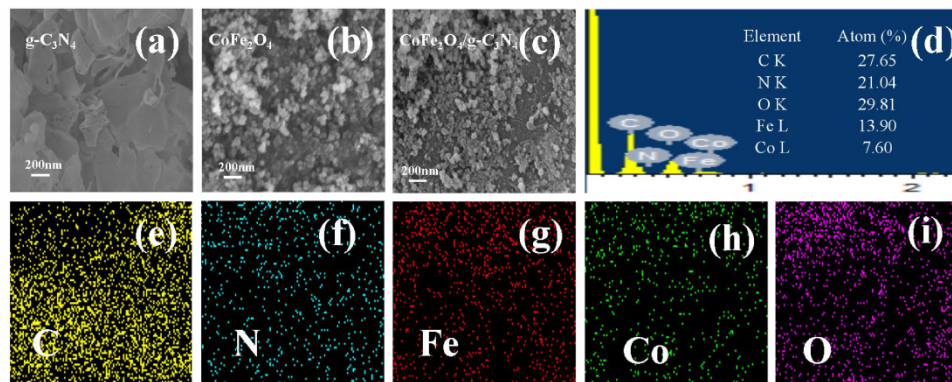 g-C₃N₄ (a)
200nm
CoFe₂O₄ (b)
200nm
CoFe₂O₄/g-C₃N₄ (c)
200nm
(d)
Element Atom (%)
C K 27.65
N K 21.04
O K 29.81
Fe L 13.90
Co L 7.60
C O Co
N Fe
1 2
(e)
C
(f)
N
(g)
Fe
(h)
Co
(i)
O